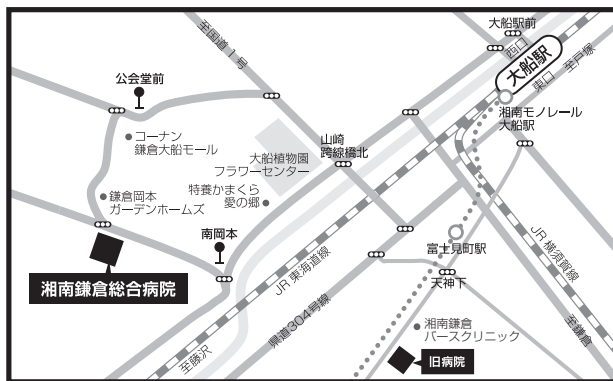 大船駅前
至国道1号
西口
大船駅
東口
至戸塚
公会堂前
湘南モノレール
大船駅
コーナン
鎌倉大船モール
山崎
跨線橋北
大船植物園
フラワーセンター
特養かまくら
愛の郷
鎌倉岡本
ガーデンホームズ
南岡本
富士見町駅
JR横須賀線
JR東海道線
天神下
湘南鎌倉総合病院
県道304号線
至鎌倉
湘南鎌倉
バースクリニック
至藤沢
旧病院